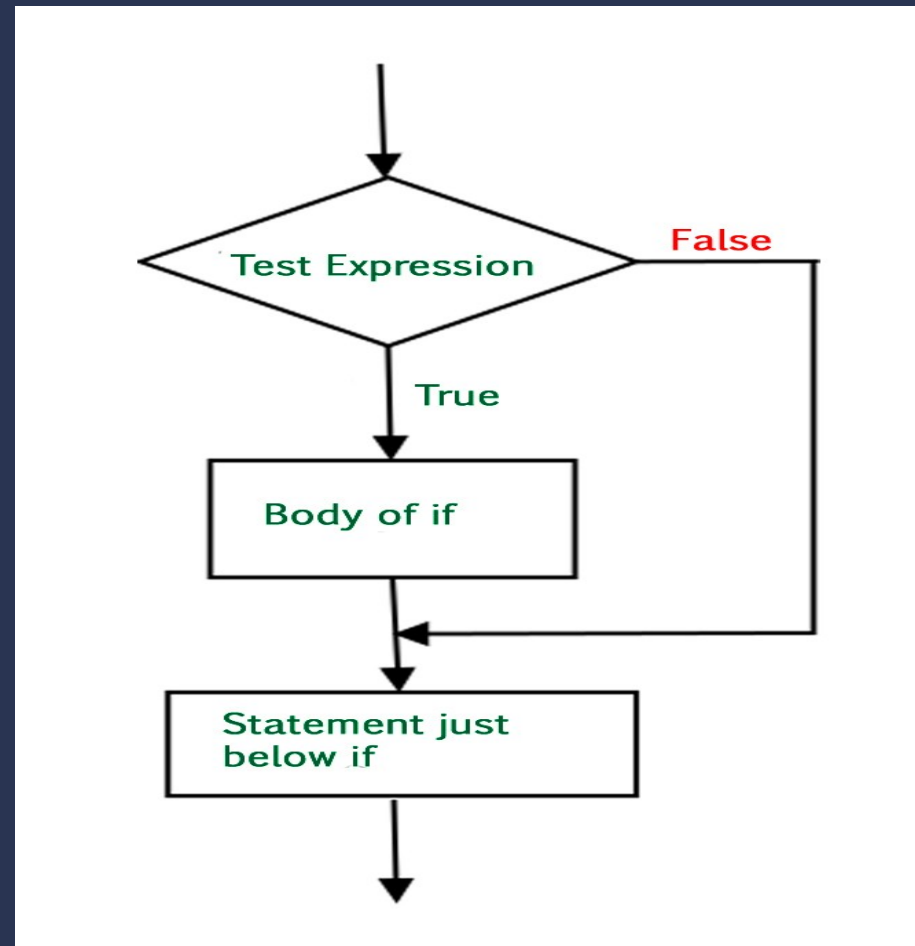 False
Test Expression
True
Body of if
Statement just
below if